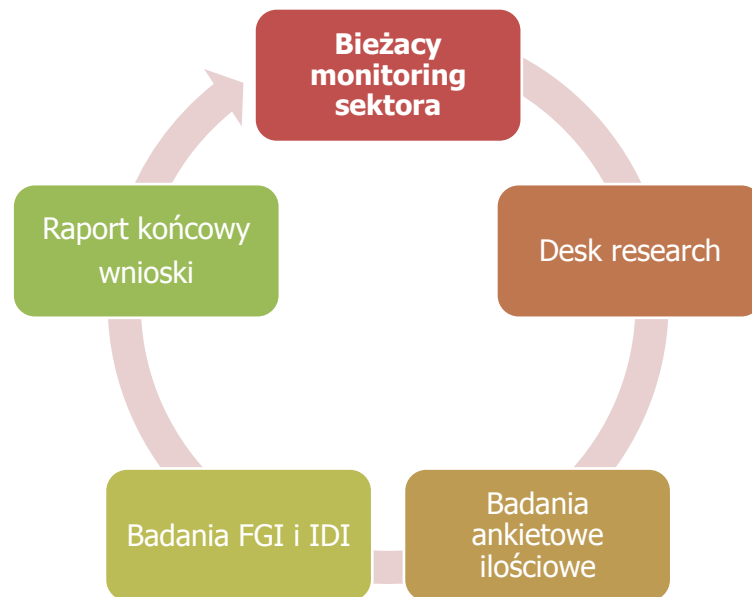 Bieżacy
monitoring
sektora
Desk research
Badania
ankietowe
ilościowe
Badania FGI i IDI
Raport końcowy
wnioski